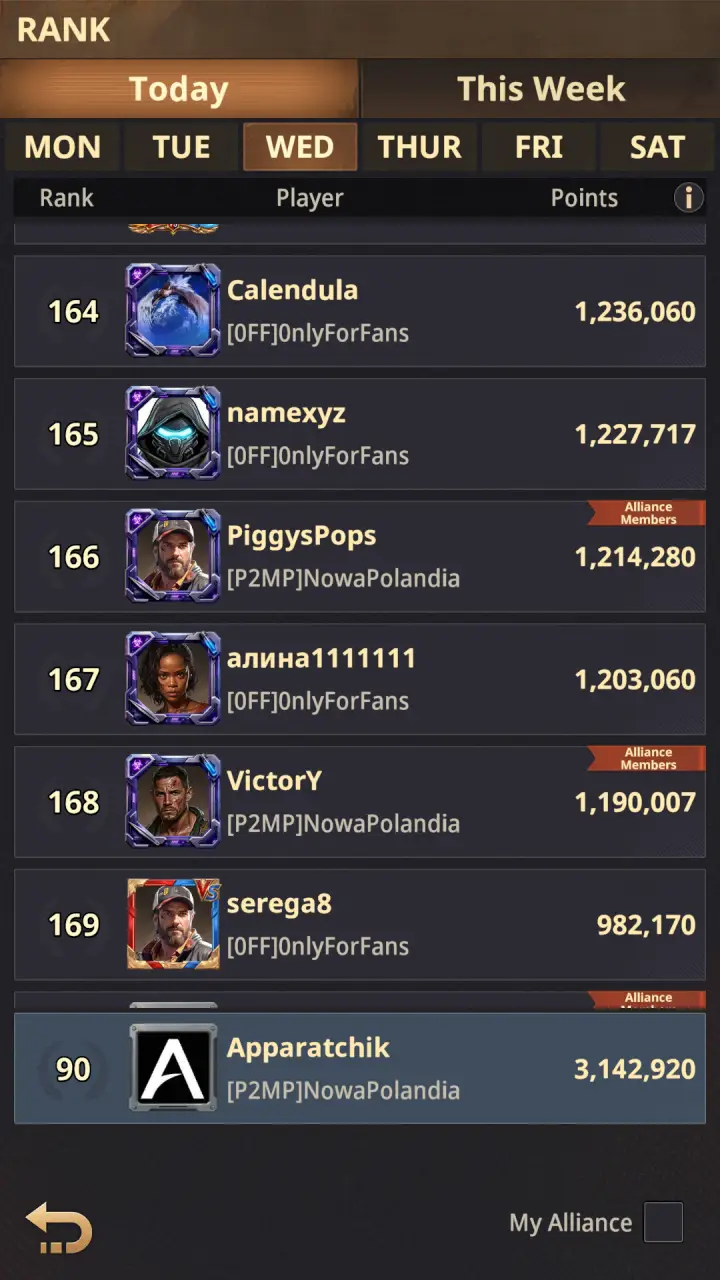 RANK
Today
This Week
MON
TUE
WED
THUR
FRI
SAT
Rank
Player
Points
i
164
Calendula
[0FF]0nlyForFans
1,236,060
165
namexyz
[0FF]0nlyForFans
1,227,717
Alliance
Members
166
PiggysPops
[P2MP]NowaPolandia
1,214,280
167
алина1111111
[0FF]0nlyForFans
1,203,060
Alliance
Members
168
VictorY
[P2MP]NowaPolandia
1,190,007
VS
169
serega8
[0FF]0nlyForFans
982,170
Alliance
90
A
Apparatchik
[P2MP]NowaPolandia
3,142,920
My Alliance